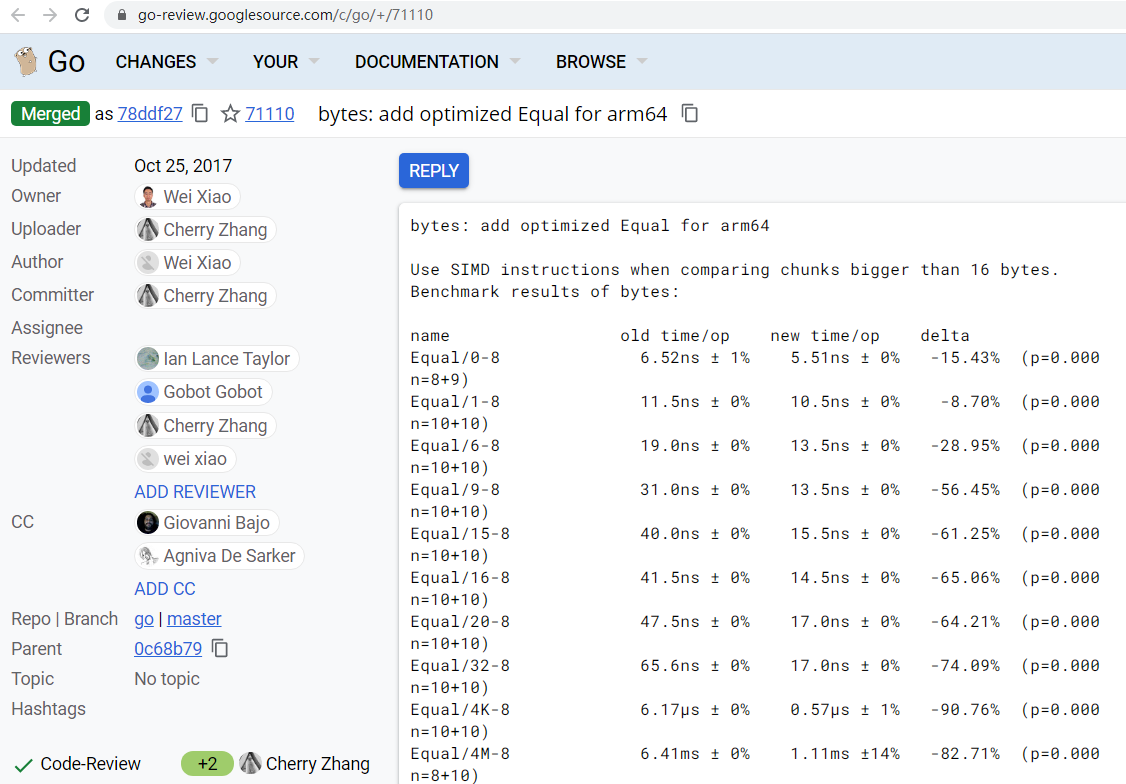 go-review.googlesource.com/c/go/+/71110
Go CHANGES YOUR DOCUMENTATION BROWSE
Merged as 78ddf27 71110 bytes: add optimized Equal for arm64
Updated Oct 25, 2017
Owner Wei Xiao
Uploader Cherry Zhang
Author Wei Xiao
Committer Cherry Zhang
Assignee
Reviewers Ian Lance Taylor
Gobot Gobot
Cherry Zhang
wei xiao
ADD REVIEWER
CC Giovanni Bajo
Agniva De Sarker
ADD CC
Repo | Branch go | master
Parent 0c68b79
Topic No topic
Hashtags
Code-Review +2 Cherry Zhang
REPLY
bytes: add optimized Equal for arm64
Use SIMD instructions when comparing chunks bigger than 16 bytes.
Benchmark results of bytes:
name old time/op new time/op delta
Equal/0-8 6.52ns ± 1% 5.51ns ± 0% -15.43% (p=0.000
n=8+9)
Equal/1-8 11.5ns ± 0% 10.5ns ± 0% -8.70% (p=0.000
n=10+10)
Equal/6-8 19.0ns ± 0% 13.5ns ± 0% -28.95% (p=0.000
n=10+10)
Equal/9-8 31.0ns ± 0% 13.5ns ± 0% -56.45% (p=0.000
n=10+10)
Equal/15-8 40.0ns ± 0% 15.5ns ± 0% -61.25% (p=0.000
n=10+10)
Equal/16-8 41.5ns ± 0% 14.5ns ± 0% -65.06% (p=0.000
n=10+10)
Equal/20-8 47.5ns ± 0% 17.0ns ± 0% -64.21% (p=0.000
n=10+10)
Equal/32-8 65.6ns ± 0% 17.0ns ± 0% -74.09% (p=0.000
n=10+10)
Equal/4K-8 6.17µs ± 0% 0.57µs ± 1% -90.76% (p=0.000
n=10+10)
Equal/4M-8 6.41ms ± 0% 1.11ms ±14% -82.71% (p=0.000
n=8+10)